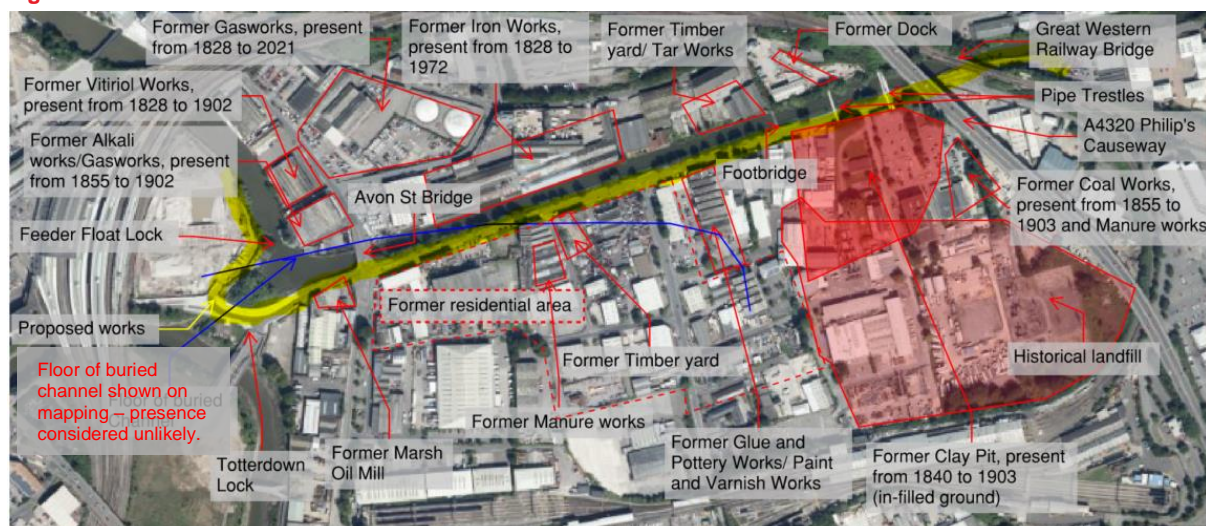 Former Gasworks, present
from 1828 to 2021
Former Iron Works,
present from 1828 to
1972
Former Timber
yard/ Tar Works
Former Dock
Great Western
Railway Bridge
Former Vitiriol Works,
present from 1828 to 1902
Pipe Trestles
Former Alkali
works/Gasworks, present
from 1855 to 1902
A4320 Philip's
Causeway
Avon St Bridge
Footbridge
Former Coal Works,
present from 1855 to
1903 and Manure works
Feeder Float Lock
Former residential area
Proposed works
Former Timber yard
Historical landfill
Floor of buried
channel shown on
mapping – presence
considered unlikely.
Floor of buried
Former Manure works
Totterdown
Lock
Former Marsh
Oil Mill
Former Glue and
Pottery Works/ Paint
and Varnish Works
Former Clay Pit, present
from 1840 to 1903
(in-filled ground)